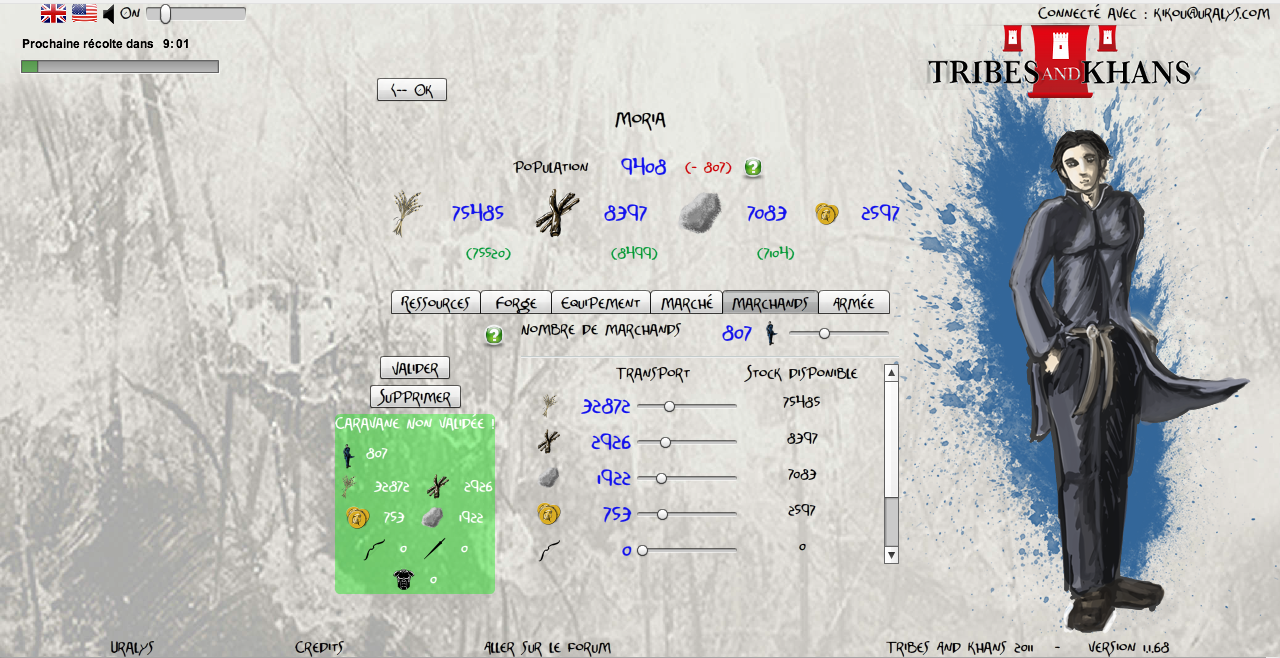 On
Connecté avec : kikou@uralys.com
Prochaine récolte dans 9:01
TRIBES AND KHANS
<-- Ok
Moria
Population 9408 (- 807) ?
75485 8397 7083 2597
(75520) (8499) (7104)
Ressources Forge Equipement Marché Marchands Armée
? Nombre de marchands 807
Valider
Supprimer
Transport Stock disponible
Caravane non validée !
807
32872 2926
753 1922
0 0
0
32872 75485
2926 8397
1922 7083
753 2597
0 0
Uralys Credits Aller sur le forum Tribes and Khans 2011 - version 1.1.68